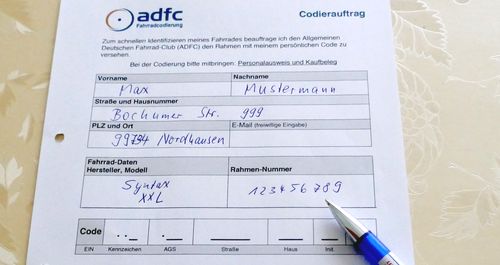 adfc
Fahrradcodierung
Codierauftrag
Zum schnellen Identifizieren meines Fahrrades beauftrage ich den Allgemeinen
Deutschen Fahrrad-Club (ADFC) den Rahmen mit meinem persönlichen Code zu
versehen.
Bei der Codierung bitte mitbringen: Personalausweis und Kaufbeleg
Vorname Nachname
Max Mustermann
Straße und Hausnummer
Bochumer Str. 999
PLZ und Ort E-Mail (freiwillige Eingabe)
99734 Nordhausen
Fahrrad-Daten
Hersteller, Modell Rahmen-Nummer
Syntax 123456789
XXL
Code
EIN Kennzeichen AGS Straße Haus Init.